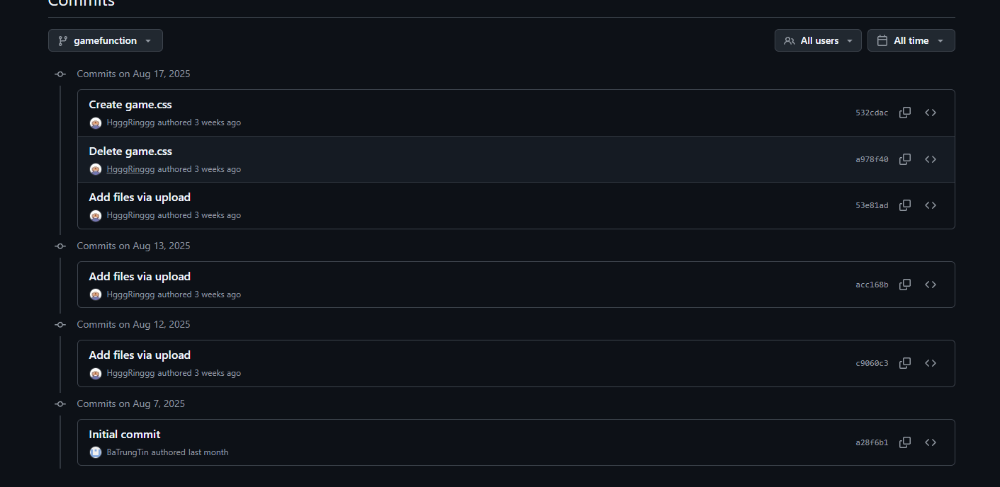 Commits
gamefunction
All users
All time
Commits on Aug 17, 2025
Create game.css
HgggRinggg authored 3 weeks ago
532cdac
Delete game.css
HgggRinggg authored 3 weeks ago
a978f40
Add files via upload
HgggRinggg authored 3 weeks ago
53e81ad
Commits on Aug 13, 2025
Add files via upload
HgggRinggg authored 3 weeks ago
acc168b
Commits on Aug 12, 2025
Add files via upload
HgggRinggg authored 3 weeks ago
c9060c3
Commits on Aug 7, 2025
Initial commit
BaTrungTin authored last month
a28f6b1